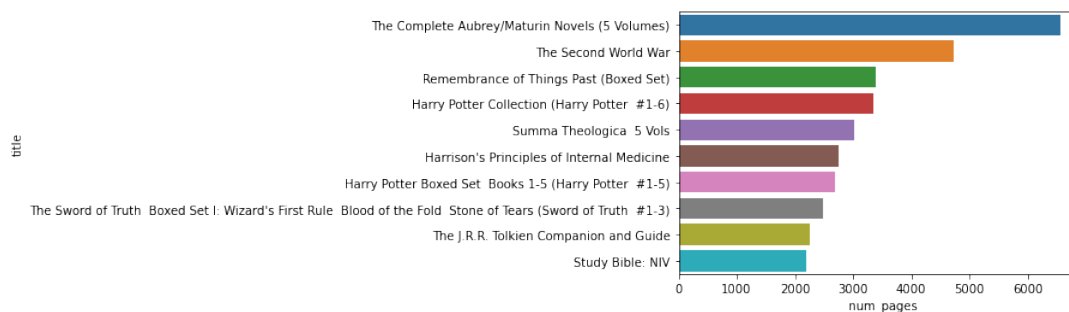 The Complete Aubrey/Maturin Novels (5 Volumes)
The Second World War
Remembrance of Things Past (Boxed Set)
Harry Potter Collection (Harry Potter  #1-6)
Summa Theologica  5 Vols
Harrison's Principles of Internal Medicine
Harry Potter Boxed Set  Books 1-5 (Harry Potter  #1-5)
The Sword of Truth  Boxed Set I: Wizard's First Rule  Blood of the Fold  Stone of Tears (Sword of Truth  #1-3)
The J.R.R. Tolkien Companion and Guide
Study Bible: NIV
title
0 1000 2000 3000 4000 5000 6000
num_pages